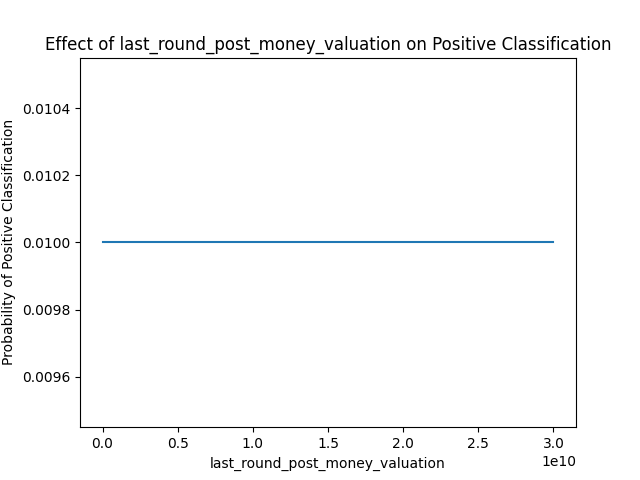 Effect of last_round_post_money_valuation on Positive Classification
Probability of Positive Classification
0.0104
0.0102
0.0100
0.0098
0.0096
0.0 0.5 1.0 1.5 2.0 2.5 3.0
1e10
last_round_post_money_valuation